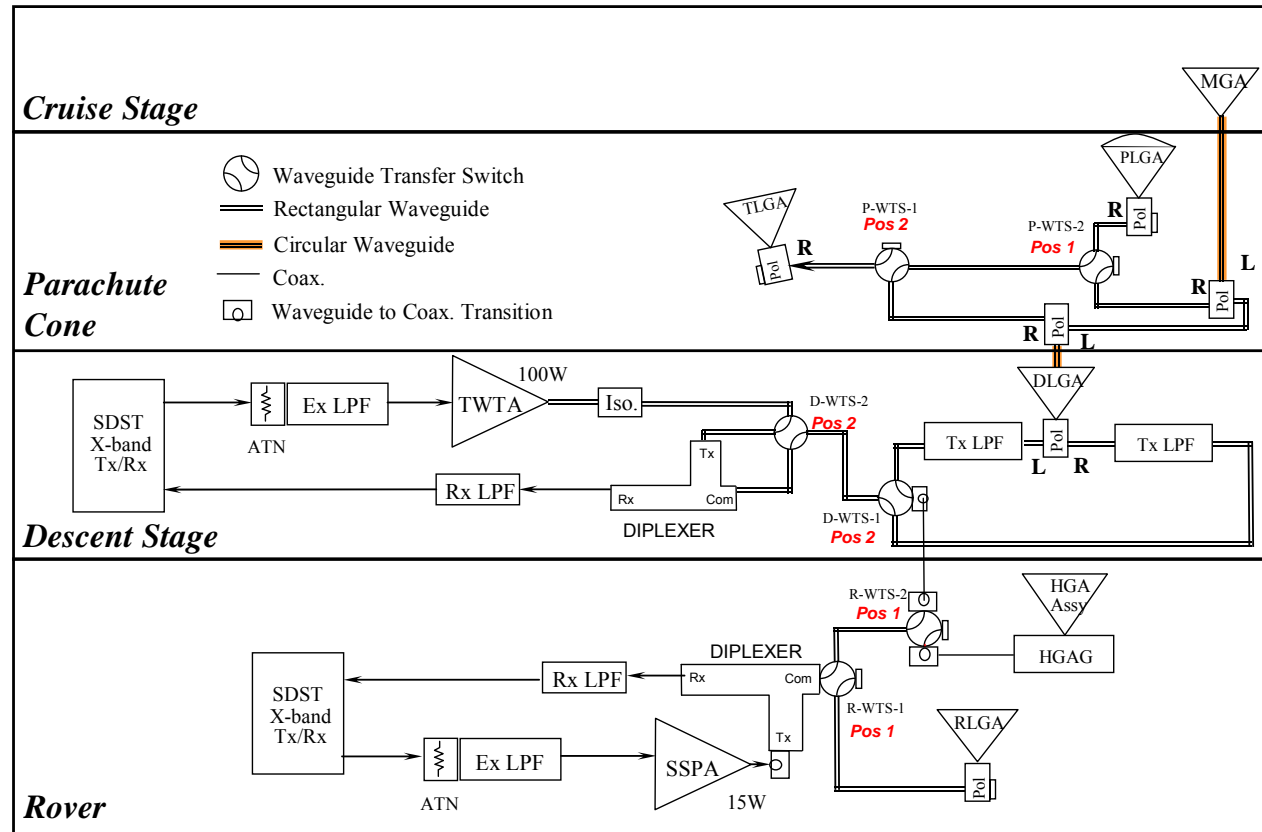 Cruise Stage
MGA
Parachute
Cone
Waveguide Transfer Switch
Rectangular Waveguide
Circular Waveguide
Coax.
Waveguide to Coax. Transition
TLGA
Pol
R
P-WTS-1
Pos 2
P-WTS-2
Pos 1
PLGA
R
Pol
L
R
Pol
R
Pol
L
Descent Stage
SDST
X-band
Tx/Rx
ATN
Ex LPF
TWTA
100W
Iso.
D-WTS-2
Pos 2
Tx
Rx
Com
DIPLEXER
Rx LPF
D-WTS-1
Pos 2
DLGA
Tx LPF
L
Pol
R
Tx LPF
Rover
SDST
X-band
Tx/Rx
Rx LPF
DIPLEXER
Rx
Com
Tx
ATN
Ex LPF
SSPA
15W
R-WTS-2
Pos 1
R-WTS-1
Pos 1
HGA
Assy
HGAG
RLGA
Pol